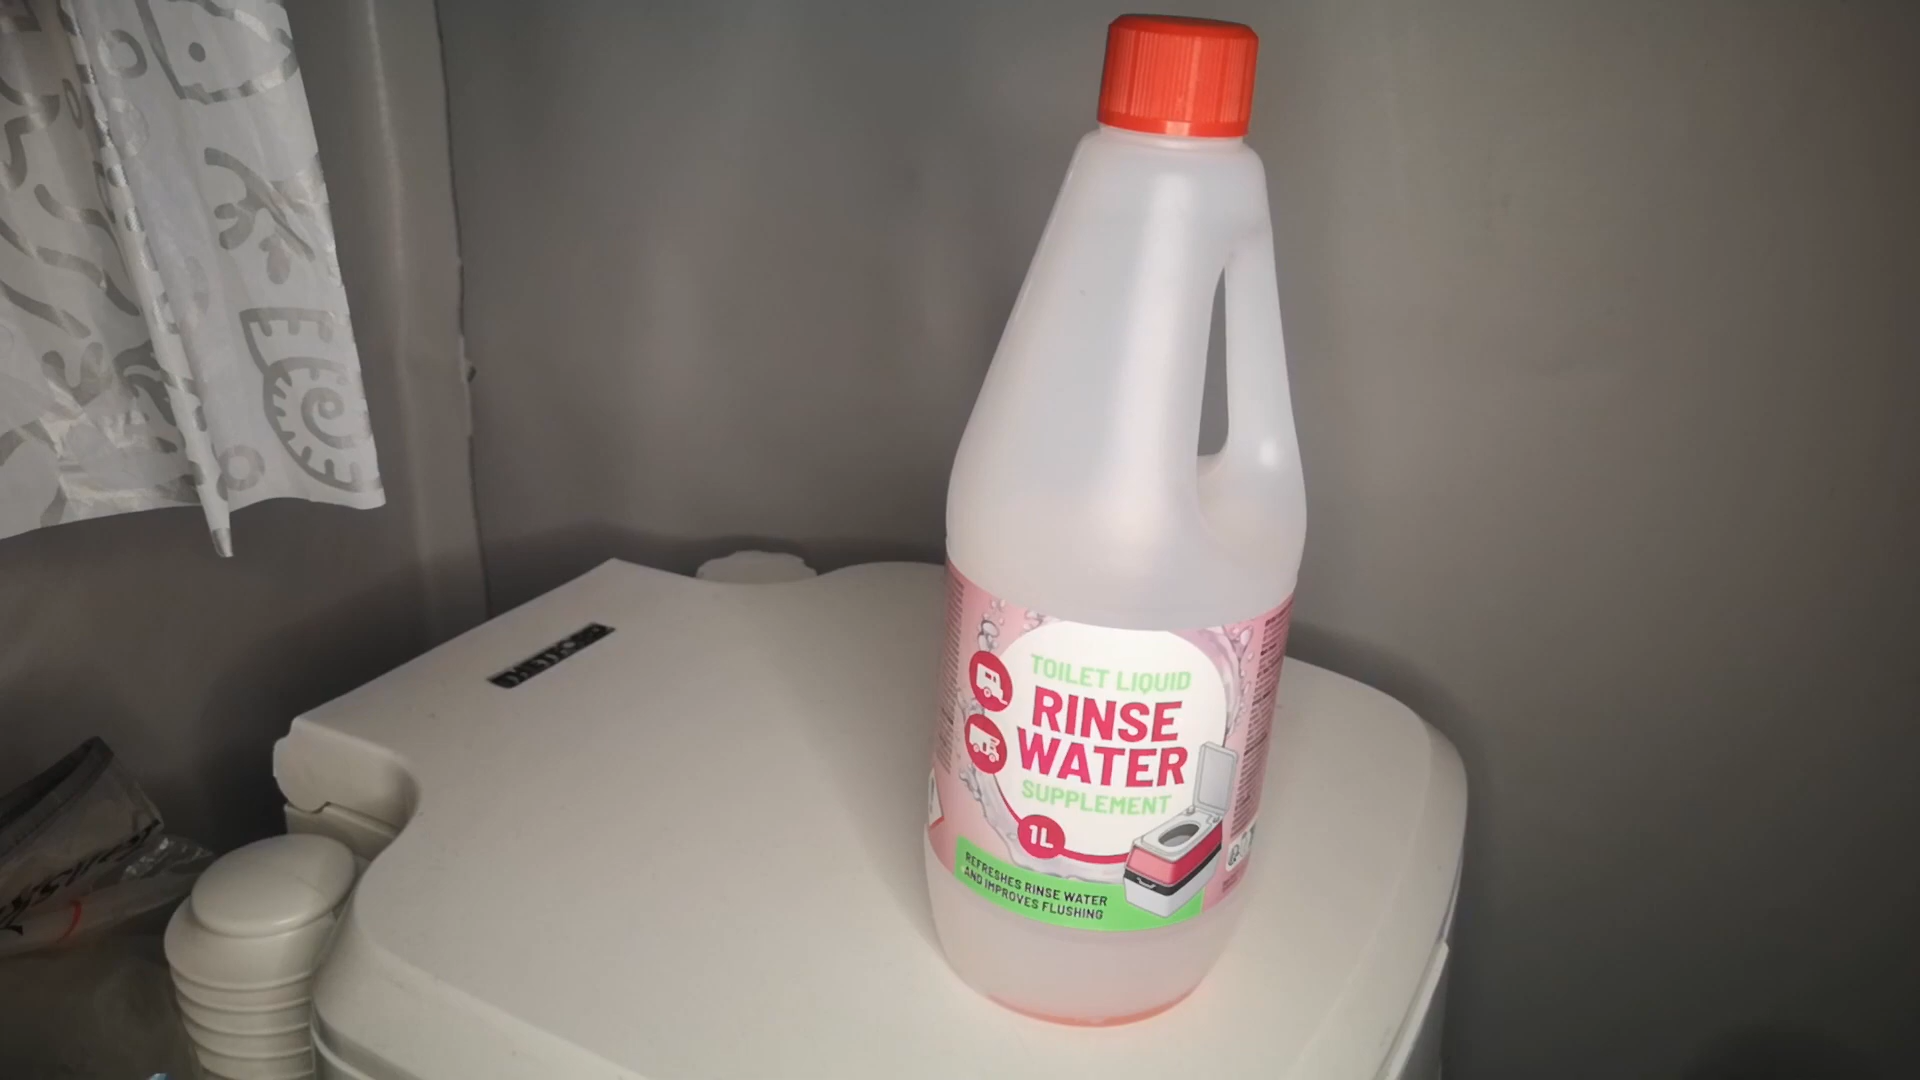 TOILET LIQUID
RINSE
WATER
SUPPLEMENT
1L
REFRESHES RINSE WATER
AND IMPROVES FLUSHING